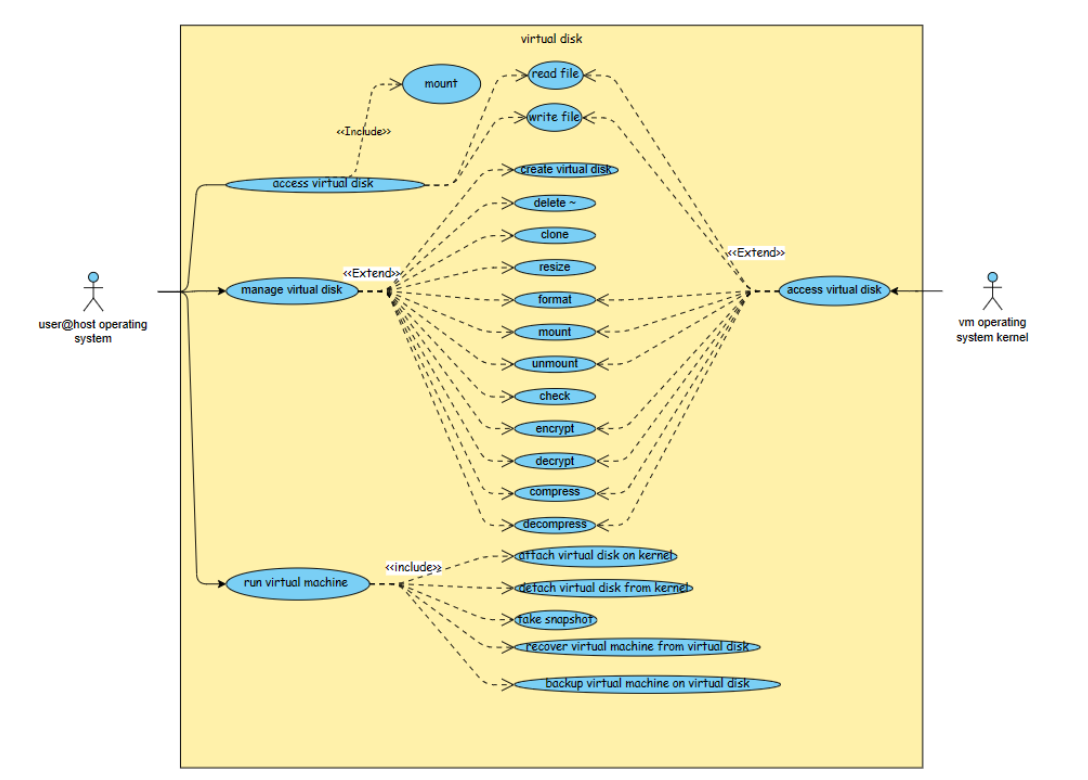 virtual disk
read file
mount
write file
<<Include>>
create virtual disk
access virtual disk
delete ~
clone
<<Extend>>
resize
<<Extend>>
manage virtual disk
access virtual disk
format
user@host operating
system
vm operating
system kernel
mount
unmount
check
encrypt
decrypt
compress
decompress
attach virtual disk on kernel
<<include>>
run virtual machine
detach virtual disk from kernel
take snapshot
recover virtual machine from virtual disk
backup virtual machine on virtual disk